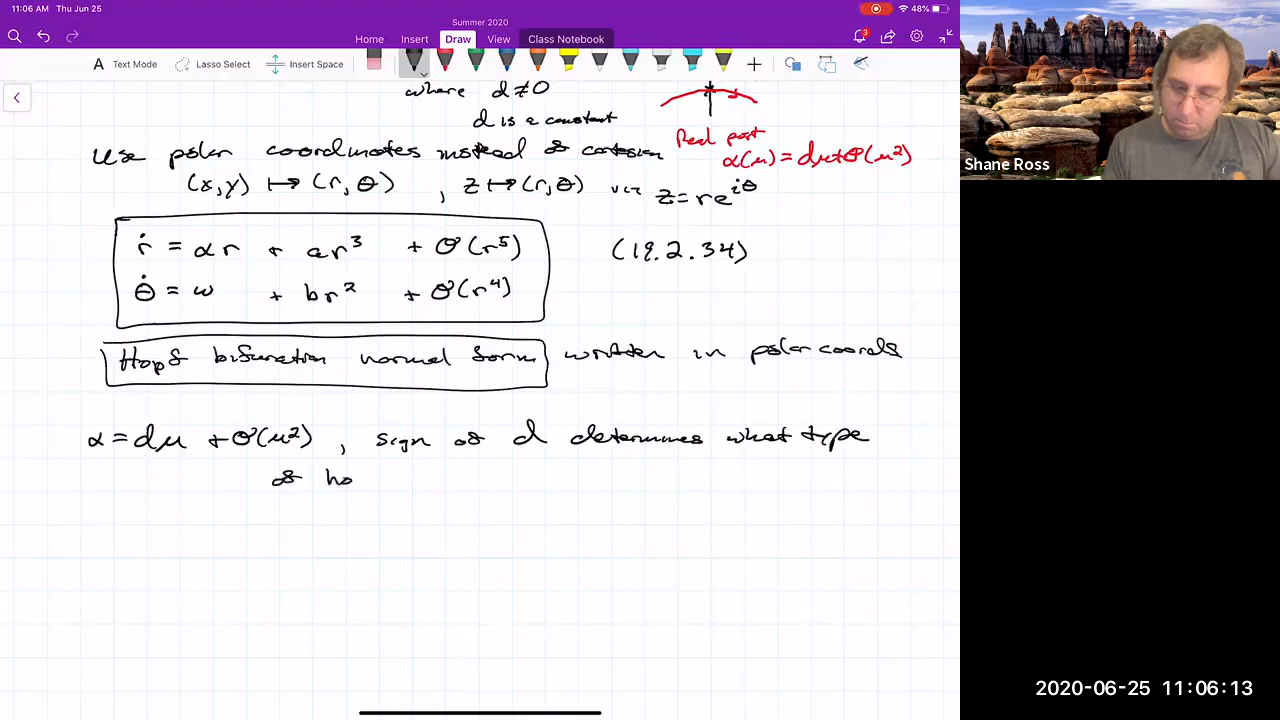 11:06 AM Thu Jun 25
48%
Summer 2020
Home Insert Draw View Class Notebook
3
A Text Mode Lasso Select Insert Space
where d ≠ 0
d is a constant
Use polar coordinates instead of cartesian
Real part
α(μ) = dμ + O(μ²)
(x,y) ↦ (r,θ) , z ↦ (r,θ) via z = re^{iθ}
ṙ = αr + ar³ + O(r⁵) (19.2.34)
θ̇ = ω + br² + O(r⁴)
Hopf bifurcation normal form written in polar coords
α = dμ + O(μ²) , sign of d determines what type
of ho
Shane Ross
2020-06-25 11:06:13